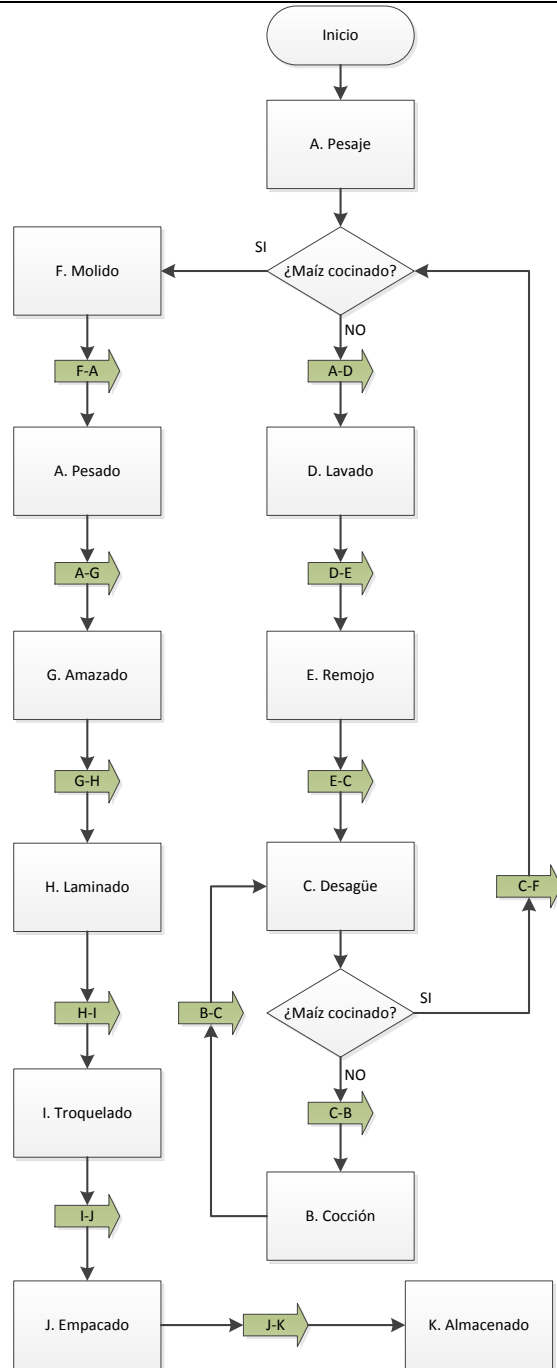 Inicio
A. Pesaje
¿Maíz cocinado?
SI
NO
F. Molido
F-A
A-D
A. Pesado
D. Lavado
A-G
D-E
G. Amazado
E. Remojo
G-H
E-C
H. Laminado
C. Desagüe
C-F
H-I
B-C
¿Maíz cocinado?
SI
NO
C-B
I. Troquelado
B. Cocción
I-J
J. Empacado
J-K
K. Almacenado